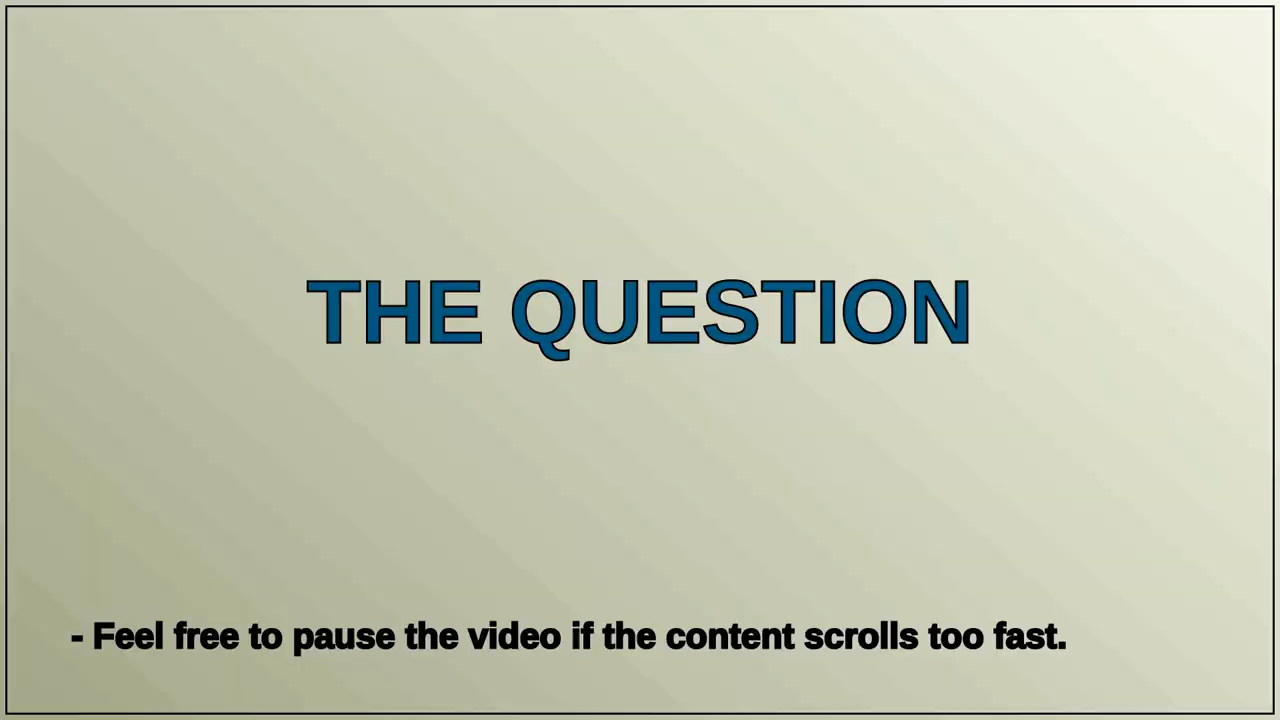 THE QUESTION
- Feel free to pause the video if the content scrolls too fast.